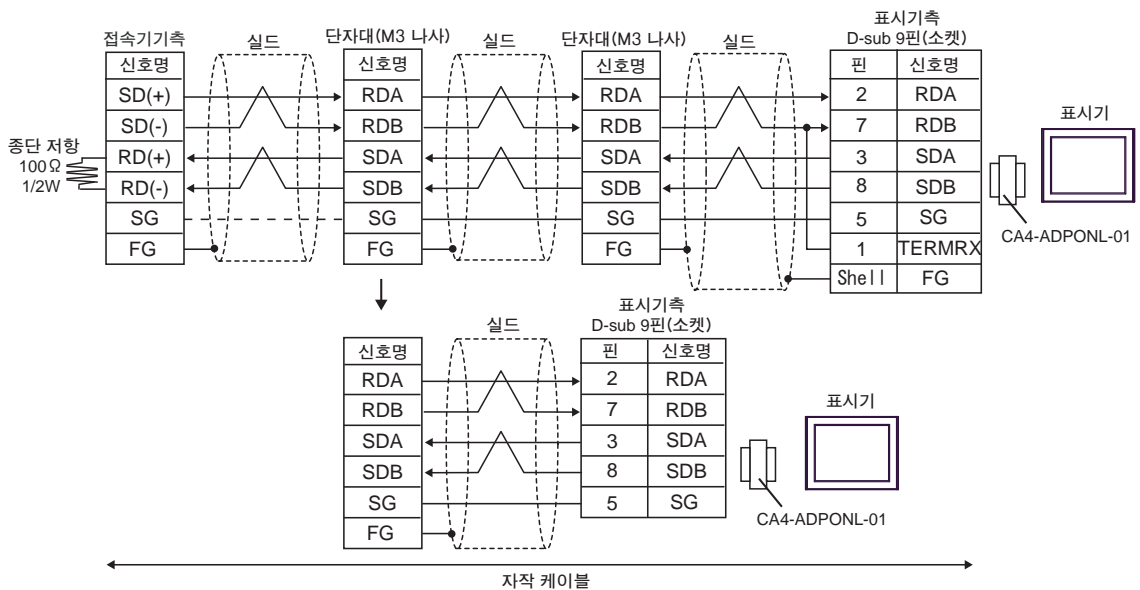 접속기기측
신호명
SD(+)
SD(-)
RD(+)
RD(-)
SG
FG
종단 저항
100Ω
1/2W
실드
단자대(M3 나사)
신호명
RDA
RDB
SDA
SDB
SG
FG
실드
단자대(M3 나사)
신호명
RDA
RDB
SDA
SDB
SG
FG
실드
표시기측
D-sub 9핀(소켓)
핀 신호명
2 RDA
7 RDB
3 SDA
8 SDB
5 SG
1 TERMRX
Shell FG
표시기
CA4-ADPONL-01
신호명
RDA
RDB
SDA
SDB
SG
FG
실드
표시기측
D-sub 9핀(소켓)
핀 신호명
2 RDA
7 RDB
3 SDA
8 SDB
5 SG
표시기
CA4-ADPONL-01
자작 케이블